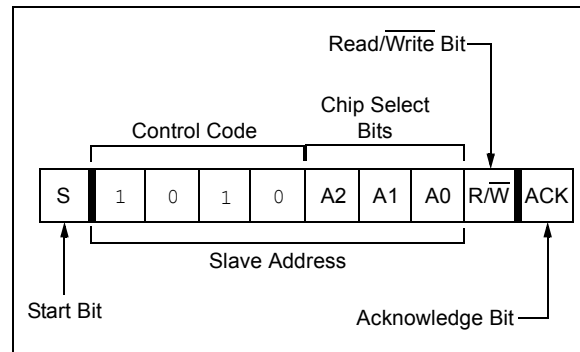 Read/Write Bit
Chip Select
Bits
Control Code
S 1 0 1 0 A2 A1 A0 R/W ACK
Slave Address
Start Bit
Acknowledge Bit